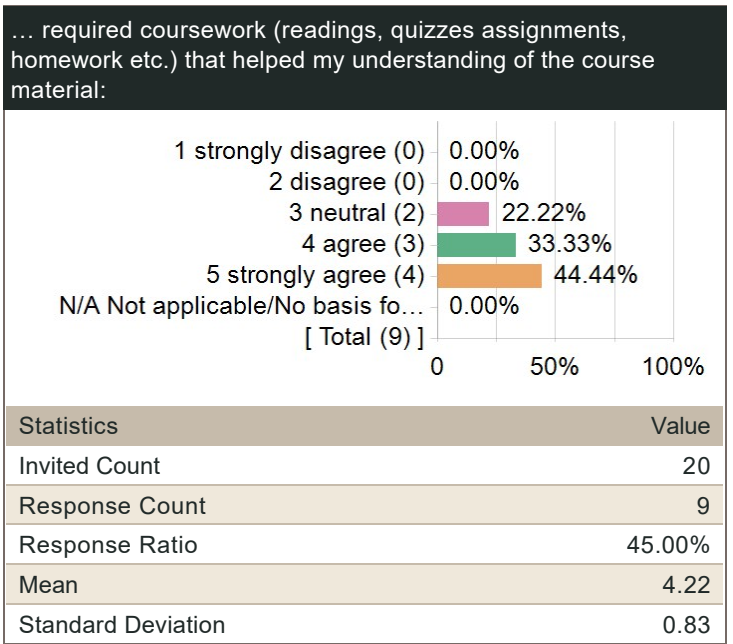 … required coursework (readings, quizzes assignments,
homework etc.) that helped my understanding of the course
material:
1 strongly disagree (0) 0.00%
2 disagree (0) 0.00%
3 neutral (2) 22.22%
4 agree (3) 33.33%
5 strongly agree (4) 44.44%
N/A Not applicable/No basis fo… 0.00%
[ Total (9) ]
0 50% 100%
Statistics Value
Invited Count 20
Response Count 9
Response Ratio 45.00%
Mean 4.22
Standard Deviation 0.83